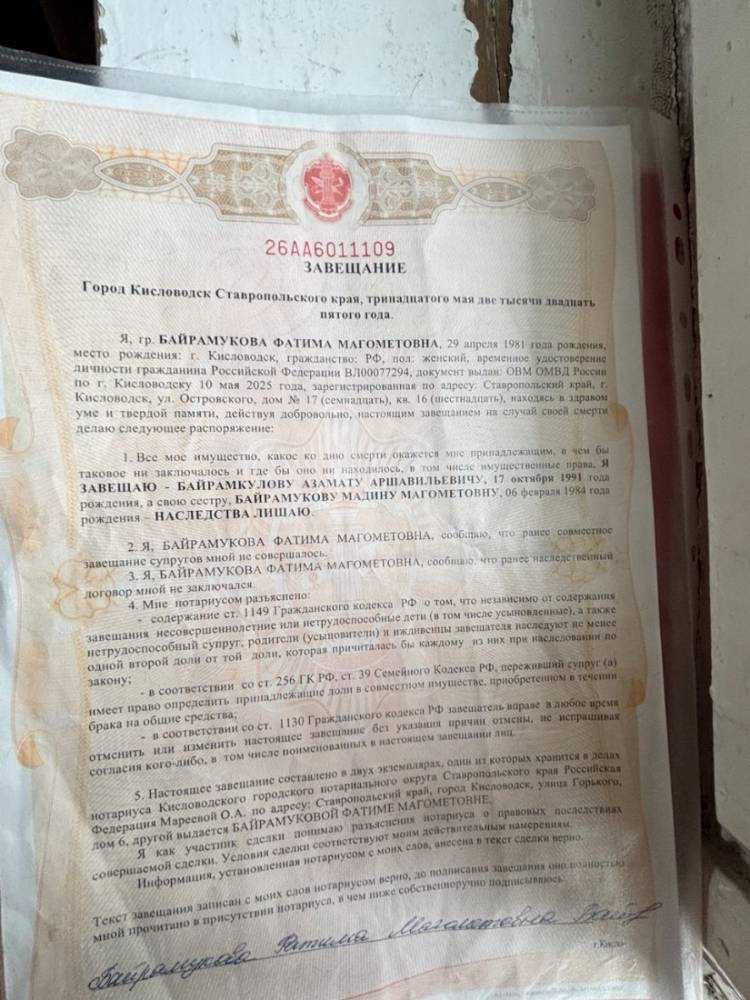 26АА6011109
ЗАВЕЩАНИЕ
Город Кисловодск Ставропольского края, тринадцатого мая две тысячи двадцать
пятого года.
Я, гр. БАЙРАМУКОВА ФАТИМА МАГОМЕТОВНА, 29 апреля 1981 года рождения,
место рождения: г. Кисловодск, гражданство: РФ, пол: женский, временное удостоверение
личности гражданина Российской Федерации ВЛ00077294, документ выдан: ОВМ ОМВД России
по г. Кисловодску 10 мая 2025 года, зарегистрированная по адресу: Ставропольский край, г.
Кисловодск, ул. Островского, дом № 17 (семнадцать), кв. 16 (шестнадцать), находясь в здравом
уме и твердой памяти, действуя добровольно, настоящим завещанием на случай своей смерти
делаю следующее распоряжение:
1. Все мое имущество, какое ко дню смерти окажется мне принадлежащим, в чем бы
таковое ни заключалось и где бы оно ни находилось, в том числе имущественные права, Я
ЗАВЕЩАЮ - БАЙРАМКУЛОВУ АЗАМАТУ АРШАВИЛЬЕВИЧУ, 17 октября 1991 года
рождения, а свою сестру, БАЙРАМУКОВУ МАДИНУ МАГОМЕТОВНУ, 06 февраля 1984 года
рождения – НАСЛЕДСТВА ЛИШАЮ.
2. Я, БАЙРАМУКОВА ФАТИМА МАГОМЕТОВНА, сообщаю, что ранее совместное
завещание супругов мной не совершалось.
3. Я, БАЙРАМУКОВА ФАТИМА МАГОМЕТОВНА, сообщаю, что ранее наследственный
договор мной не заключался.
4. Мне нотариусом разъяснено:
- содержание ст. 1149 Гражданского кодекса РФ о том, что независимо от содержания
завещания несовершеннолетние или нетрудоспособные дети (в том числе усыновленные), а также
нетрудоспособный супруг, родители (усыновители) и иждивенцы завещателя наследуют не менее
одной второй доли от той доли, которая причиталась бы каждому из них при наследовании по
закону;
- в соответствии со ст. 256 ГК РФ, ст. 39 Семейного Кодекса РФ, переживший супруг (а)
имеет право определить принадлежащие доли в совместном имуществе, приобретенном в течении
брака на общие средства;
- в соответствии со ст. 1130 Гражданского кодекса РФ завещатель вправе в любое время
отменить или изменить настоящее завещание без указания причин отмены, не испрашивая
согласия кого-либо, в том числе поименованных в настоящем завещании лиц.
5. Настоящее завещание составлено в двух экземплярах, один из которых хранится в делах
нотариуса Кисловодского городского нотариального округа Ставропольского края Российская
Федерация Мареевой О.А. по адресу: Ставропольский край, город Кисловодск, улица Горького,
дом 6, другой выдается БАЙРАМУКОВОЙ ФАТИМЕ МАГОМЕТОВНЕ.
Я как участник сделки понимаю разъяснения нотариуса о правовых последствиях
совершаемой сделки. Условия сделки соответствуют моим действительным намерениям.
Информация, установленная нотариусом с моих слов, внесена в текст сделки верно.
Текст завещания записан с моих слов нотариусом верно, до подписания завещания оно полностью
мной прочитано в присутствии нотариуса, в чем ниже собственноручно подписываюсь:
Байрамукова Фатима Магометовна
г.Кисло-